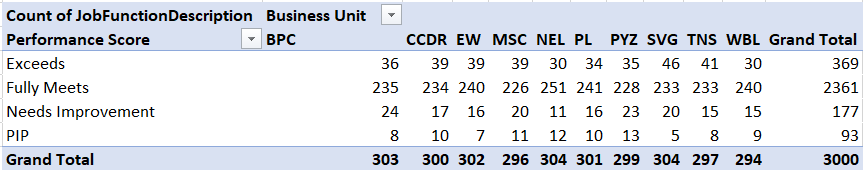 Count of JobFunctionDescription Business Unit
Performance Score BPC CCDR EW MSC NEL PL PYZ SVG TNS WBL Grand Total
Exceeds 36 39 39 39 30 34 35 46 41 30 369
Fully Meets 235 234 240 226 251 241 228 233 233 240 2361
Needs Improvement 24 17 16 20 11 16 23 20 15 15 177
PIP 8 10 7 11 12 10 13 5 8 9 93
Grand Total 303 300 302 296 304 301 299 304 297 294 3000